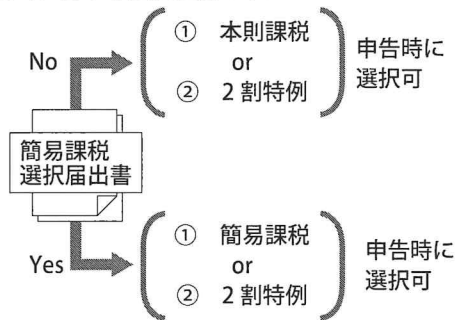 No
① 本則課税
or
② 2割特例
申告時に
選択可
簡易課税
選択届出書
Yes
① 簡易課税
or
② 2割特例
申告時に
選択可